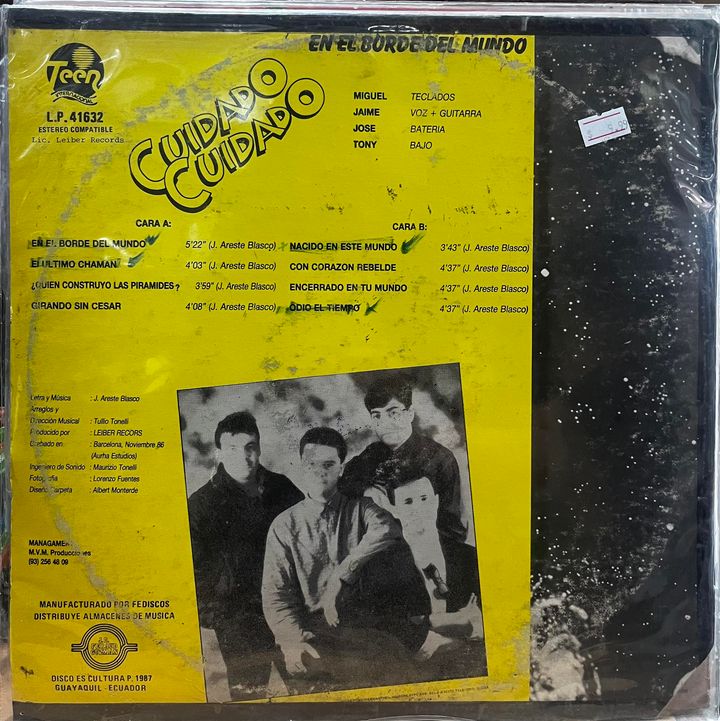 EN EL BORDE DEL MUNDO
Teen
INTERNACIONAL
L.P. 41632
ESTEREO COMPATIBLE
Lic. Leiber Records
CUIDADO
CUIDADO
MIGUEL TECLADOS
JAIME VOZ + GUITARRA
JOSE BATERIA
TONY BAJO
$ 9.99
CARA A:
EN EL BORDE DEL MUNDO 5'22" (J. Areste Blasco)
EL ULTIMO CHAMAN 4'03" (J. Areste Blasco)
¿QUIEN CONSTRUYO LAS PIRAMIDES? 3'59" (J. Areste Blasco)
GIRANDO SIN CESAR 4'08" (J. Areste Blasco)
CARA B:
NACIDO EN ESTE MUNDO 3'43" (J. Areste Blasco)
CON CORAZON REBELDE 4'37" (J. Areste Blasco)
ENCERRADO EN TU MUNDO 4'37" (J. Areste Blasco)
ODIO EL TIEMPO 4'37" (J. Areste Blasco)
Letra y Música : J. Areste Blasco
Arreglos y
Dirección Musical : Tullio Tonelli
Producido por : LEIBER RECORS
Grabado en : Barcelona, Noviembre 86
(Aurha Estudios)
Ingeniero de Sonido : Maurizio Tonelli
Fotografía : Lorenzo Fuentes
Diseño Carpeta : Albert Monterde
MANAGAMENT
M.V.M. Producciones
(93) 256 48 09
MANUFACTURADO POR FEDISCOS
DISTRIBUYE ALMACENES DE MUSICA
DISCO ES CULTURA P. 1987
GUAYAQUIL - ECUADOR